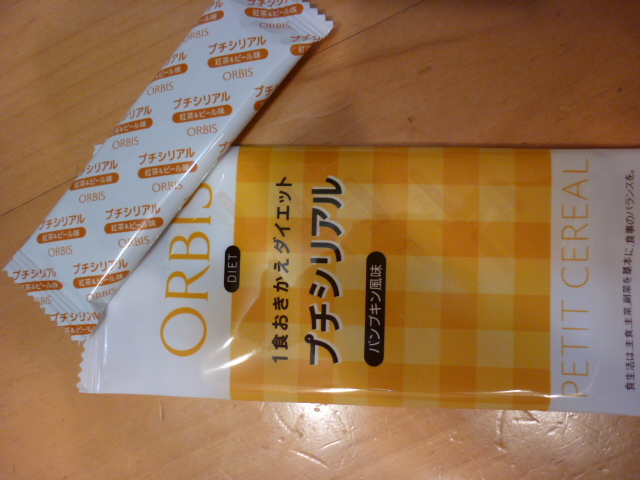 プチシリアル
紅茶&ピール味
ORBIS
ORBIS
DIET
1食おきかえダイエット
プチシリアル
パンプキン風味
PETIT CEREAL
食生活は、主食、主菜、副菜を基本に、食事のバランスを。